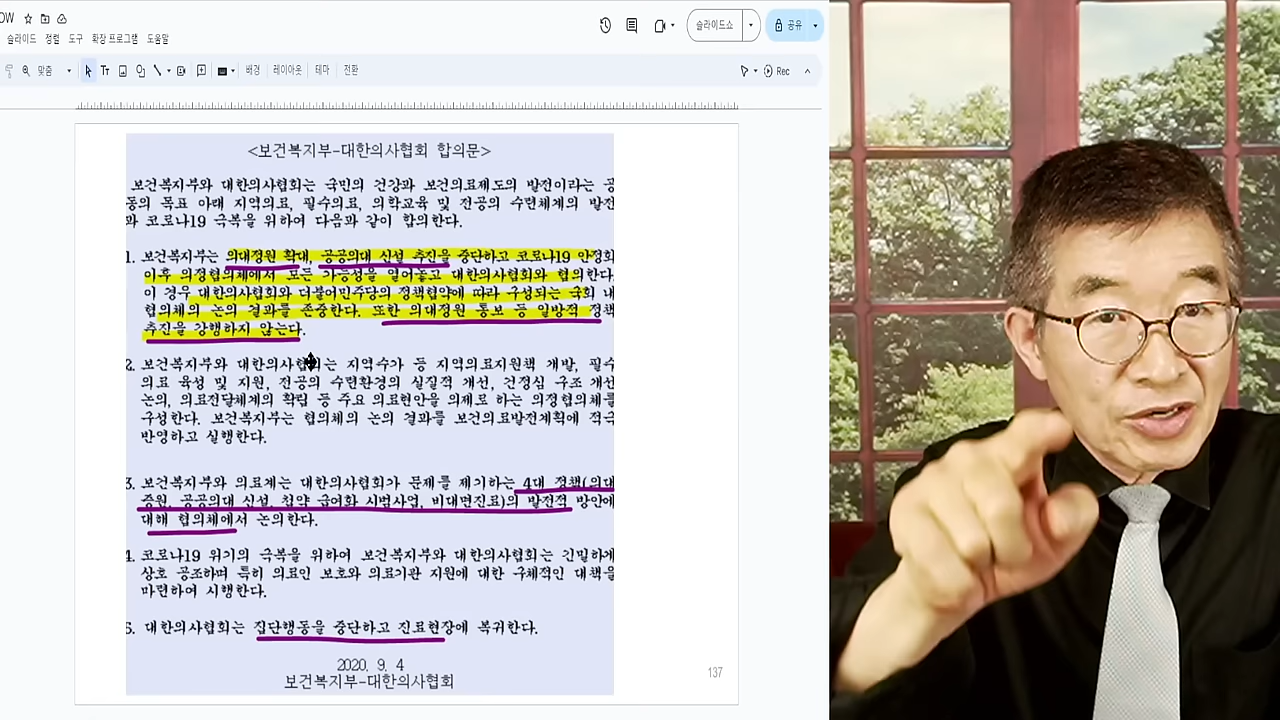 OW
슬라이드 정렬 도구 확장 프로그램 도움말
슬라이드쇼
공유
맞춤
Tт
배경 레이아웃 테마 전환
Rec
<보건복지부-대한의사협회 합의문>
보건복지부와 대한의사협회는 국민의 건강과 보건의료제도의 발전이라는 공
동의 목표 아래 지역의료, 필수의료, 의학교육 및 전공의 수련체계의 발전
과 코로나19 극복을 위하여 다음과 같이 합의한다.
1. 보건복지부는 의대정원 확대, 공공의대 신설 추진을 중단하고 코로나19 안정화
이후 의정협의체에서 모든 가능성을 열어놓고 대한의사협회와 협의한다.
이 경우 대한의사협회와 더불어민주당의 정책협약에 따라 구성되는 국회 내
협의체의 논의 결과를 존중한다. 또한 의대정원 통보 등 일방적 정책
추진을 강행하지 않는다.
2. 보건복지부와 대한의사협회는 지역수가 등 지역의료지원책 개발, 필수
의료 육성 및 지원, 전공의 수련환경의 실질적 개선, 건정심 구조 개선
논의, 의료전달체계의 확립 등 주요 의료현안을 의제로 하는 의정협의체를
구성한다. 보건복지부는 협의체의 논의 결과를 보건의료발전계획에 적극
반영하고 실행한다.
3. 보건복지부와 의료계는 대한의사협회가 문제를 제기하는 4대 정책(의대
증원, 공공의대 신설, 첩약 급여화 시범사업, 비대면진료)의 발전적 방안에
대해 협의체에서 논의한다.
4. 코로나19 위기의 극복을 위하여 보건복지부와 대한의사협회는 긴밀하게
상호 공조하며 특히 의료인 보호와 의료기관 지원에 대한 구체적인 대책을
마련하여 시행한다.
5. 대한의사협회는 집단행동을 중단하고 진료현장에 복귀한다.
2020. 9. 4
보건복지부-대한의사협회
137